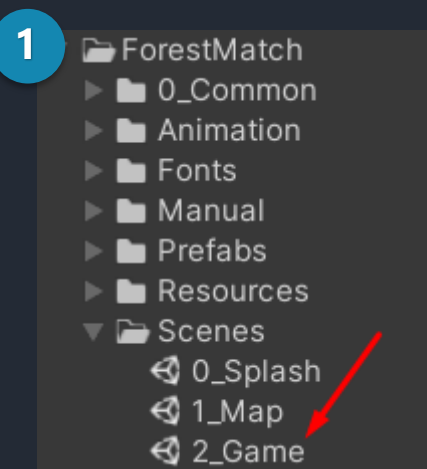 1
ForestMatch
0_Common
Animation
Fonts
Manual
Prefabs
Resources
Scenes
0_Splash
1_Map
2_Game